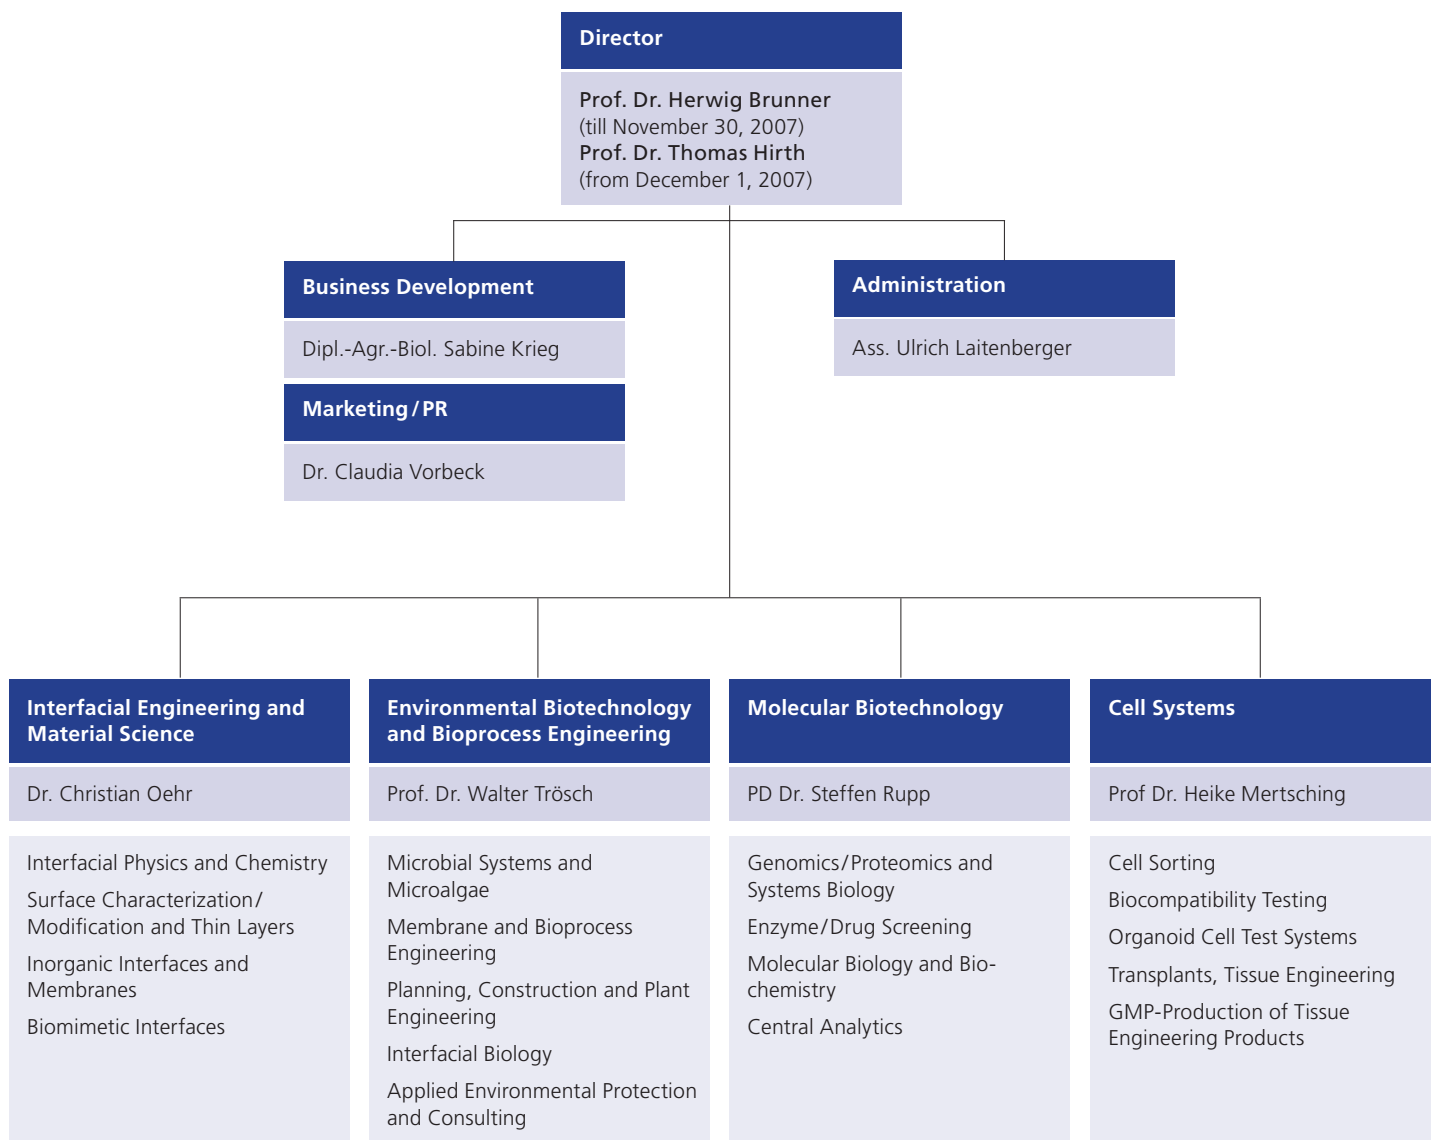 Director
Prof. Dr. Herwig Brunner
(till November 30, 2007)
Prof. Dr. Thomas Hirth
(from December 1, 2007)
Business Development
Dipl.-Agr.-Biol. Sabine Krieg
Marketing/PR
Dr. Claudia Vorbeck
Administration
Ass. Ulrich Laitenberger
Interfacial Engineering and
Material Science
Dr. Christian Oehr
Interfacial Physics and Chemistry
Surface Characterization/
Modification and Thin Layers
Inorganic Interfaces and
Membranes
Biomimetic Interfaces
Environmental Biotechnology
and Bioprocess Engineering
Prof. Dr. Walter Trösch
Microbial Systems and
Microalgae
Membrane and Bioprocess
Engineering
Planning, Construction and Plant
Engineering
Interfacial Biology
Applied Environmental Protection
and Consulting
Molecular Biotechnology
PD Dr. Steffen Rupp
Genomics/Proteomics and
Systems Biology
Enzyme/Drug Screening
Molecular Biology and Bio-
chemistry
Central Analytics
Cell Systems
Prof Dr. Heike Mertsching
Cell Sorting
Biocompatibility Testing
Organoid Cell Test Systems
Transplants, Tissue Engineering
GMP-Production of Tissue
Engineering Products